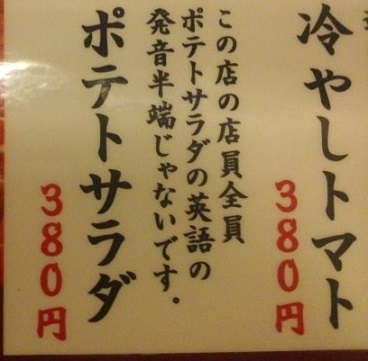 冷やしトマト
380円
この店の店員全員
ポテトサラダの英語の
発音半端じゃないです。
ポテトサラダ
380円